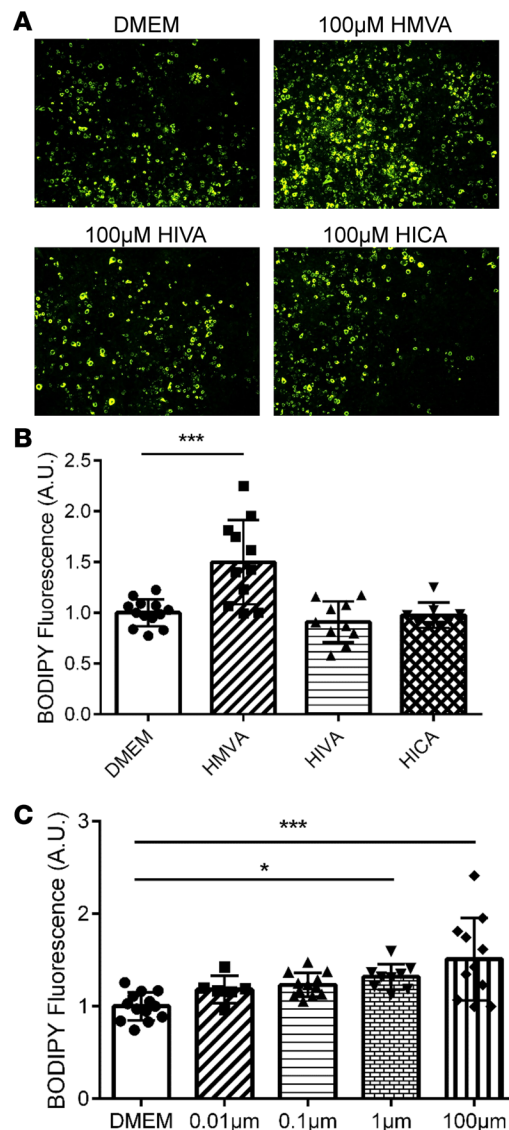 A
DMEM
100μM HMVA
100μM HIVA
100μM HICA
B
***
BODIPY Fluorescence (A.U.)
2.5
2.0
1.5
1.0
0.5
0.0
DMEM
HMVA
HIVA
HICA
C
***
*
BODIPY Fluorescence (A.U.)
3
2
1
0
DMEM
0.01μm
0.1μm
1μm
100μm